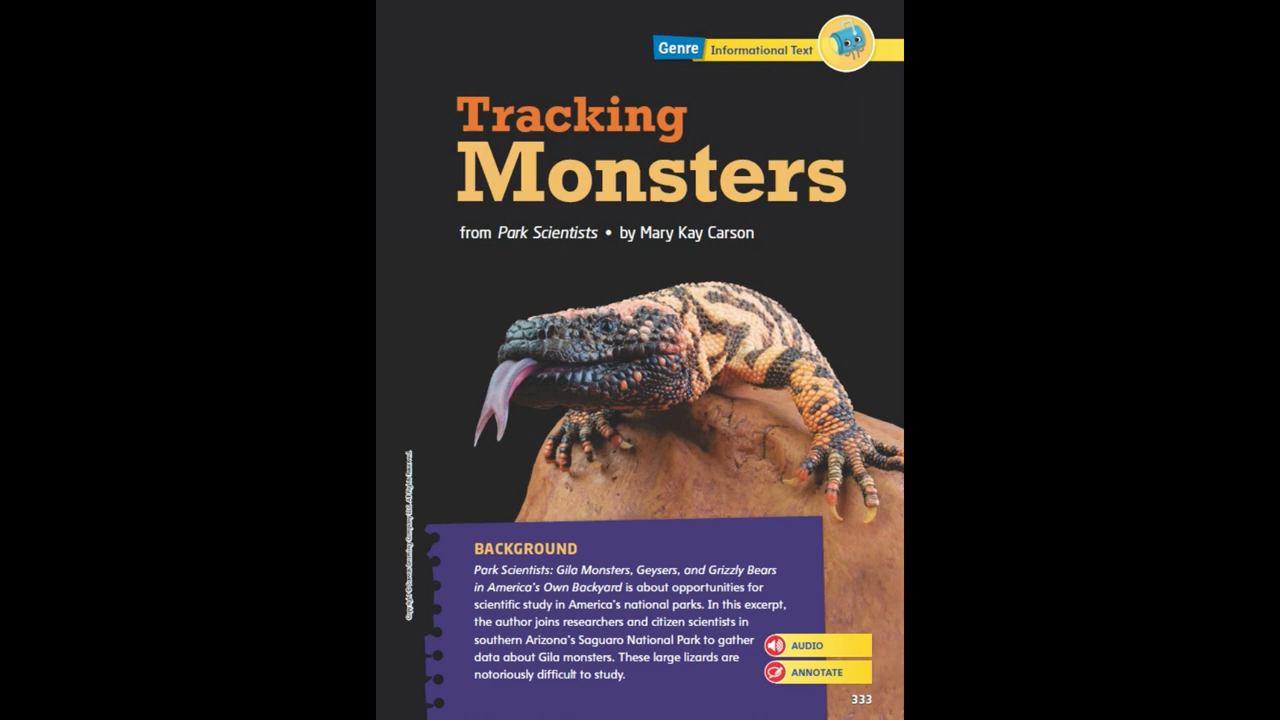 Genre Informational Text
Tracking
Monsters
from Park Scientists • by Mary Kay Carson
BACKGROUND
Park Scientists: Gila Monsters, Geysers, and Grizzly Bears
in America's Own Backyard is about opportunities for
scientific study in America's national parks. In this excerpt,
the author joins researchers and citizen scientists in
southern Arizona's Saguaro National Park to gather
data about Gila monsters. These large lizards are
notoriously difficult to study.
AUDIO
ANNOTATE
333